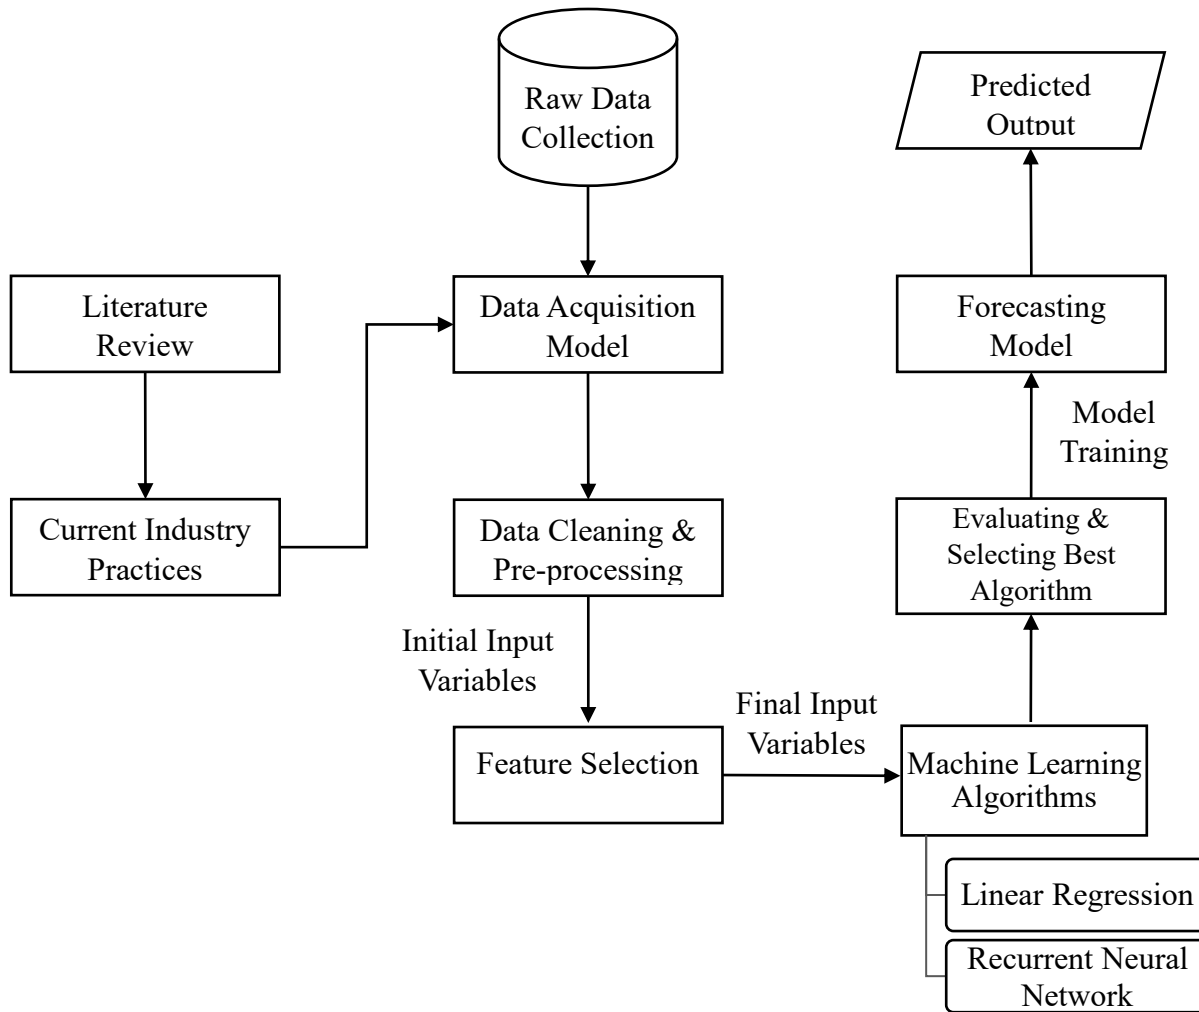 Raw Data
Collection
Predicted
Output
Literature
Review
Data Acquisition
Model
Forecasting
Model
Model
Training
Current Industry
Practices
Data Cleaning &
Pre-processing
Evaluating &
Selecting Best
Algorithm
Initial Input
Variables
Feature Selection
Final Input
Variables
Machine Learning
Algorithms
Linear Regression
Recurrent Neural
Network